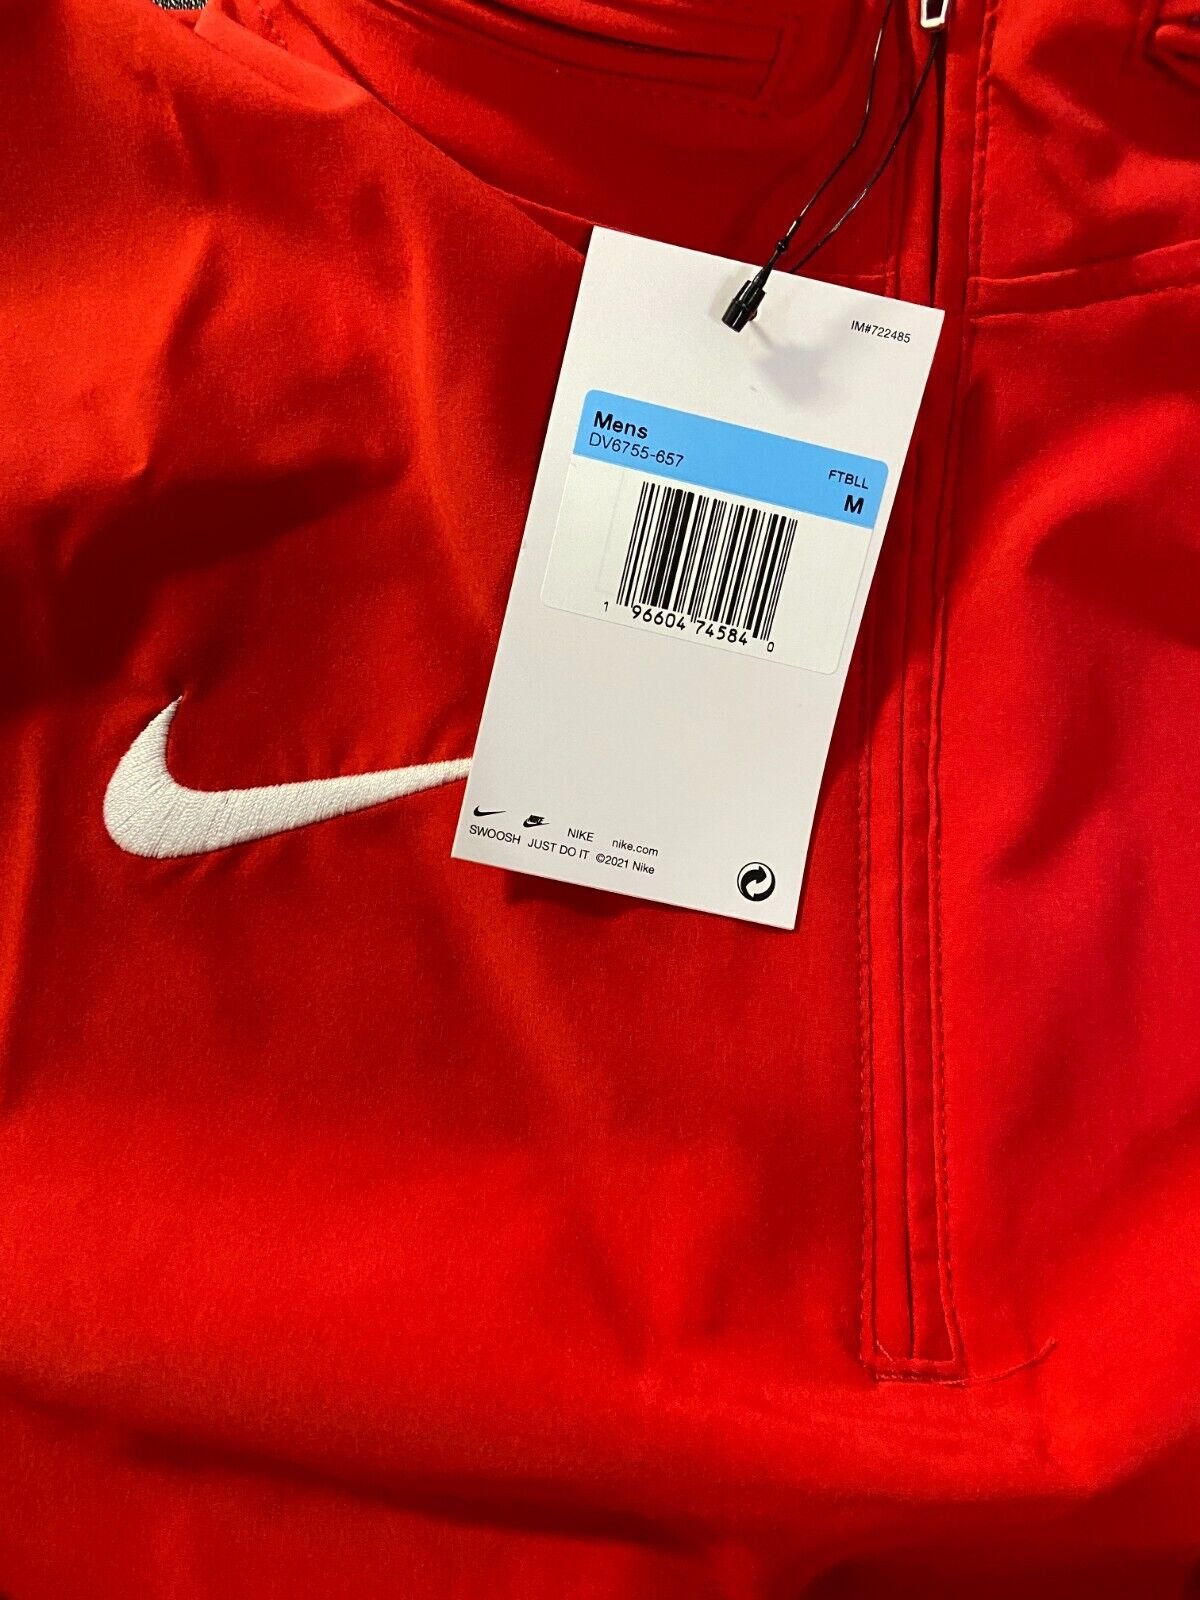 IM#722485
Mens
DV6755-657
FTBLL
M
1 96604 74584 0
NIKE nike.com
SWOOSH JUST DO IT ©2021 Nike